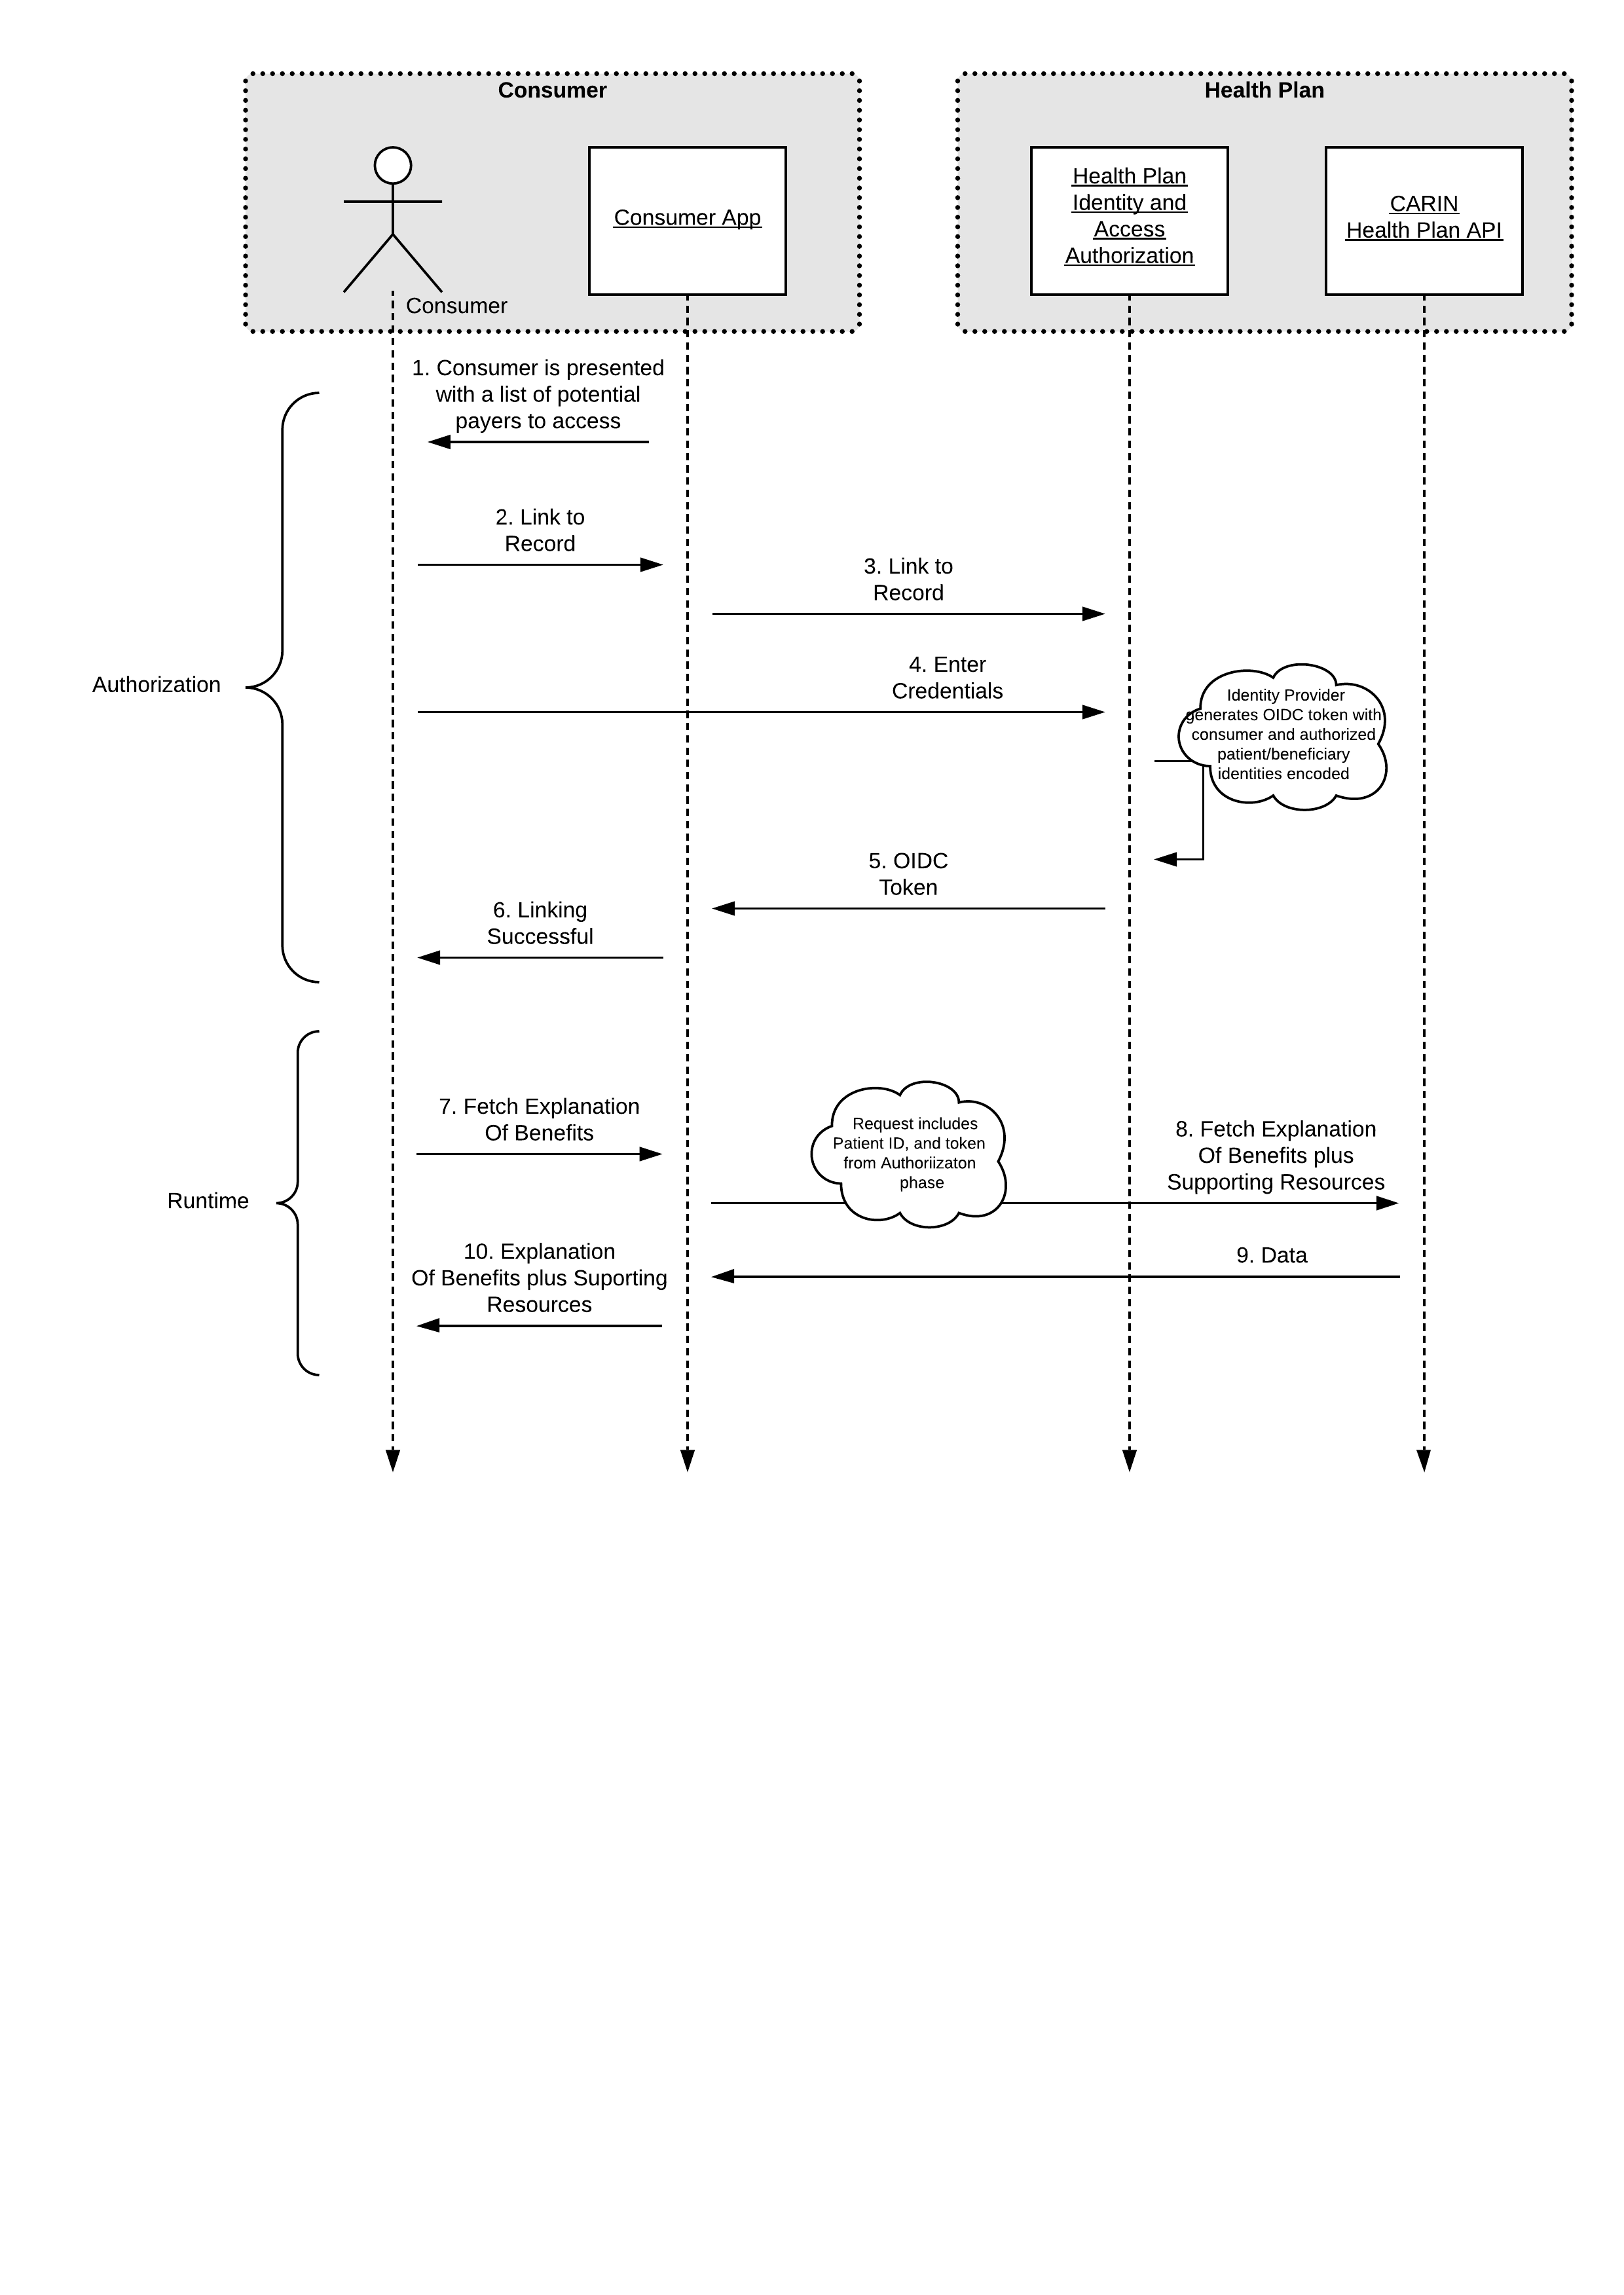 Consumer
Health Plan
Consumer App
Health Plan
Identity and
Access
Authorization
CARIN
Health Plan API
Consumer
1. Consumer is presented
with a list of potential
payers to access
2. Link to
Record
3. Link to
Record
4. Enter
Credentials
Authorization
Identity Provider
generates OIDC token with
consumer and authorized
patient/beneficiary
identities encoded
5. OIDC
Token
6. Linking
Successful
7. Fetch Explanation
Of Benefits
Request includes
Patient ID, and token
from Authoriizaton
phase
8. Fetch Explanation
Of Benefits plus
Supporting Resources
Runtime
10. Explanation
Of Benefits plus Suporting
Resources
9. Data